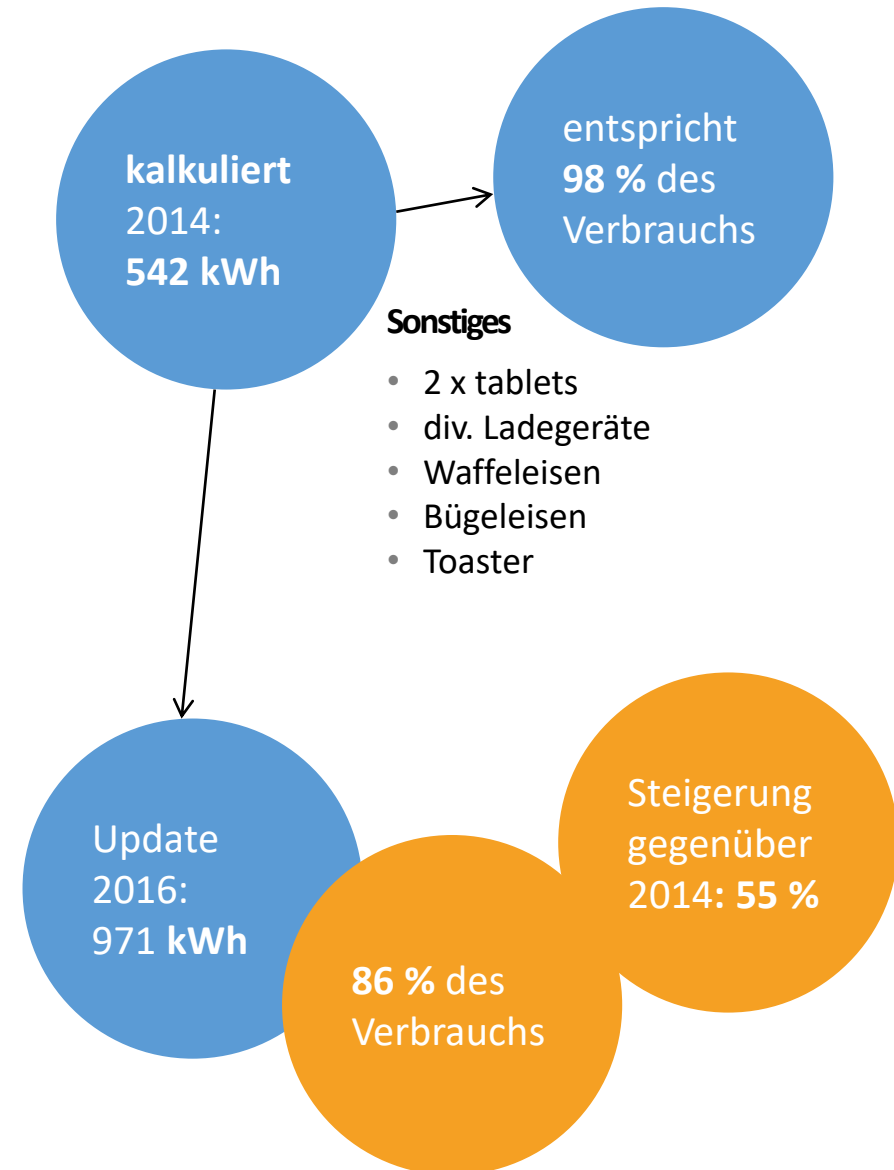 kalkuliert
2014:
542 kWh
entspricht
98 % des
Verbrauchs
Sonstiges
• 2 x tablets
• div. Ladegeräte
• Waffeleisen
• Bügeleisen
• Toaster
Update
2016:
971 kWh
86 % des
Verbrauchs
Steigerung
gegenüber
2014: 55 %